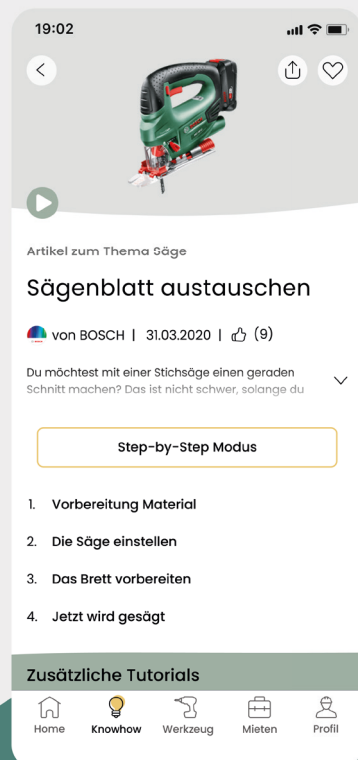 19:02
Artikel zum Thema Säge
Sägenblatt austauschen
von BOSCH | 31.03.2020 | (9)
Du möchtest mit einer Stichsäge einen geraden
Schnitt machen? Das ist nicht schwer, solange du
Step-by-Step Modus
1. Vorbereitung Material
2. Die Säge einstellen
3. Das Brett vorbereiten
4. Jetzt wird gesägt
Zusätzliche Tutorials
Home Knowhow Werkzeug Mieten Profil